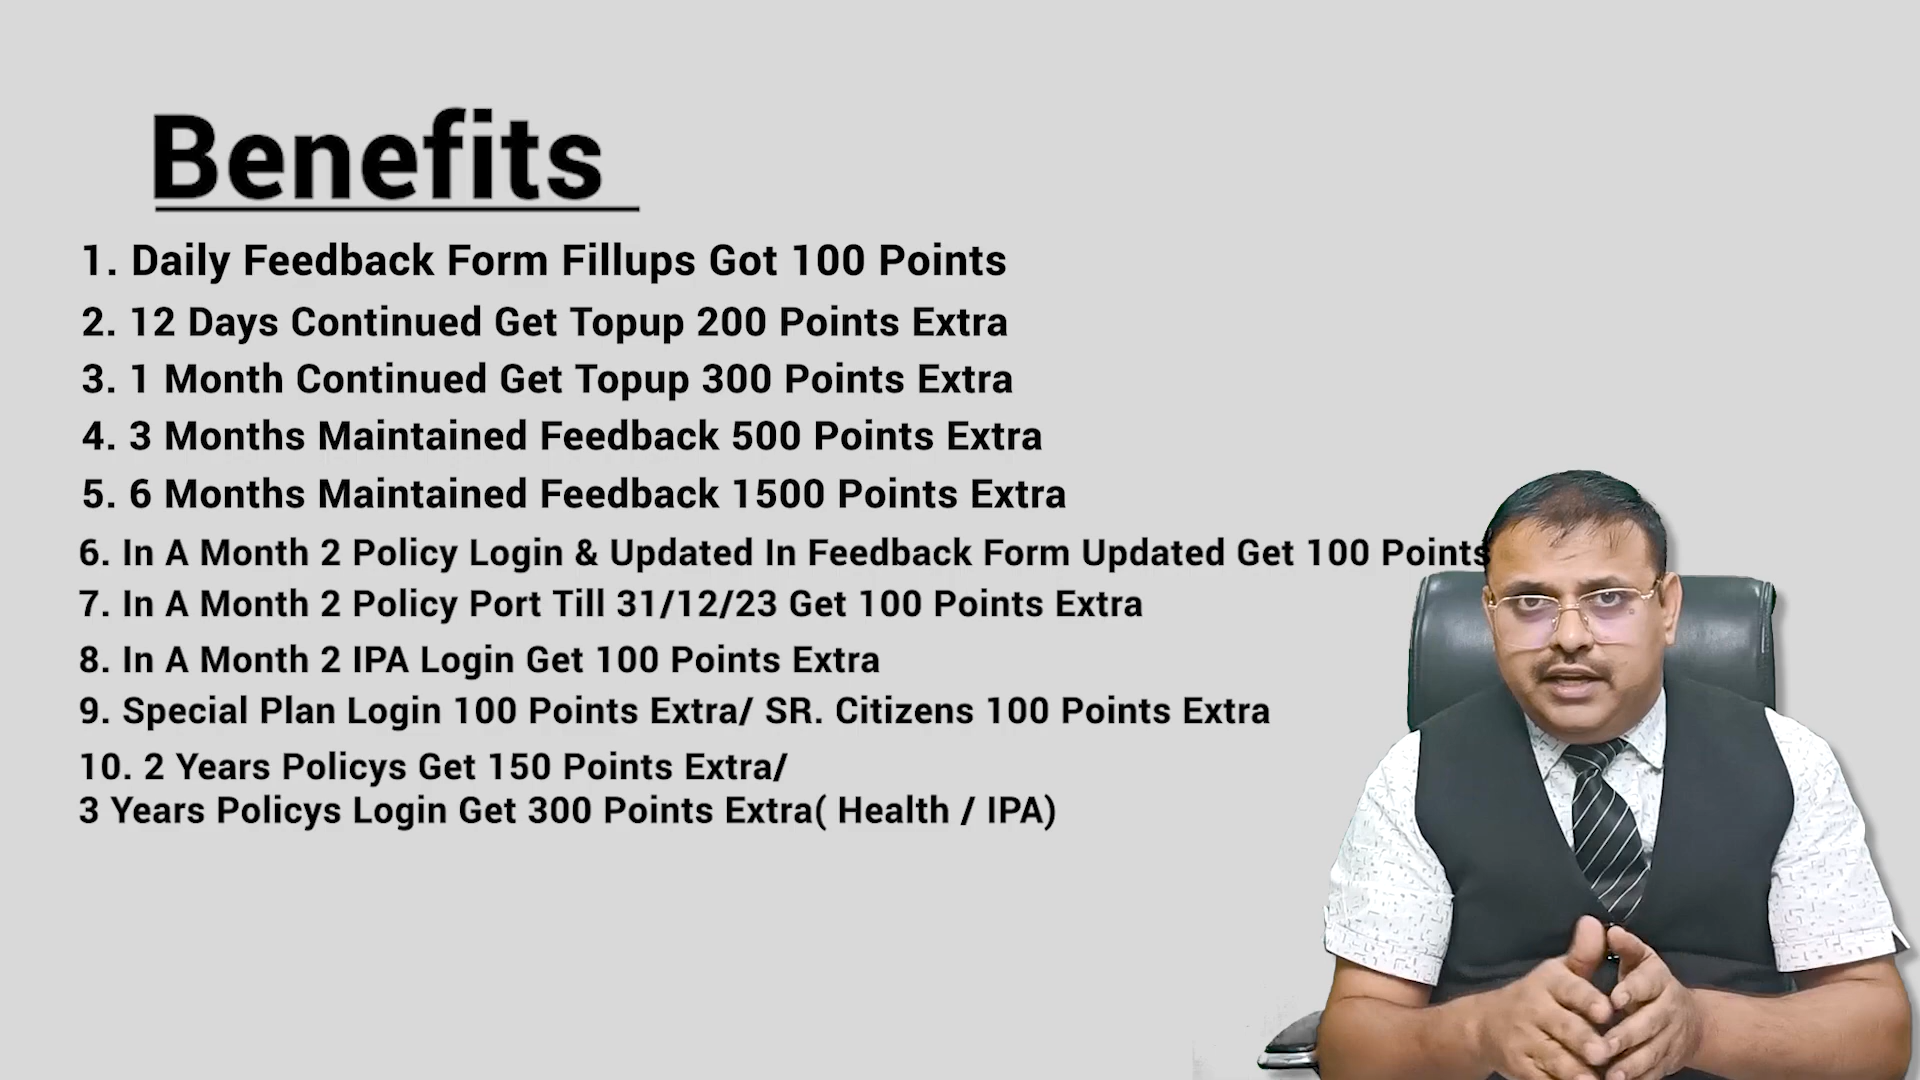 Benefits
1. Daily Feedback Form Fillups Got 100 Points
2. 12 Days Continued Get Topup 200 Points Extra
3. 1 Month Continued Get Topup 300 Points Extra
4. 3 Months Maintained Feedback 500 Points Extra
5. 6 Months Maintained Feedback 1500 Points Extra
6. In A Month 2 Policy Login & Updated In Feedback Form Updated Get 100 Points
7. In A Month 2 Policy Port Till 31/12/23 Get 100 Points Extra
8. In A Month 2 IPA Login Get 100 Points Extra
9. Special Plan Login 100 Points Extra/ SR. Citizens 100 Points Extra
10. 2 Years Policys Get 150 Points Extra/
3 Years Policys Login Get 300 Points Extra( Health / IPA)